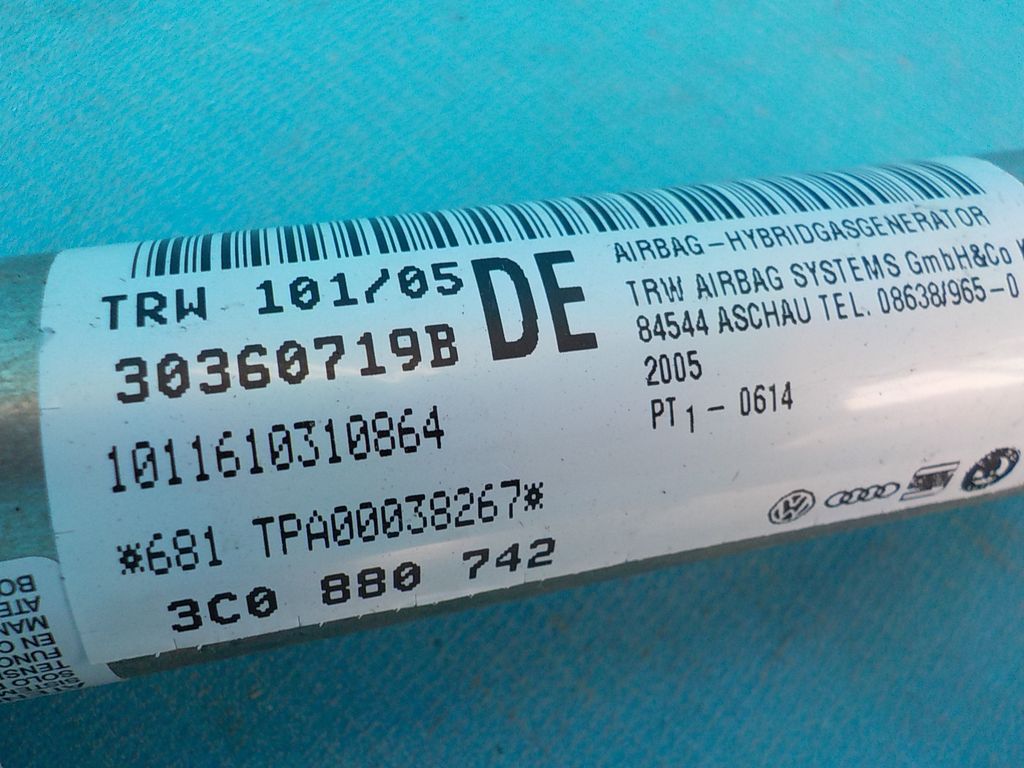 TRW 101/05
30360719B
DE
1011610310864
*681 TPA00038267*
3C0 880 742
AIRBAG-HYBRIDGASGENERATOR
TRW AIRBAG SYSTEMS GmbH&Co
84544 ASCHAU TEL. 08638/965-0
2005
PT1 - 0614